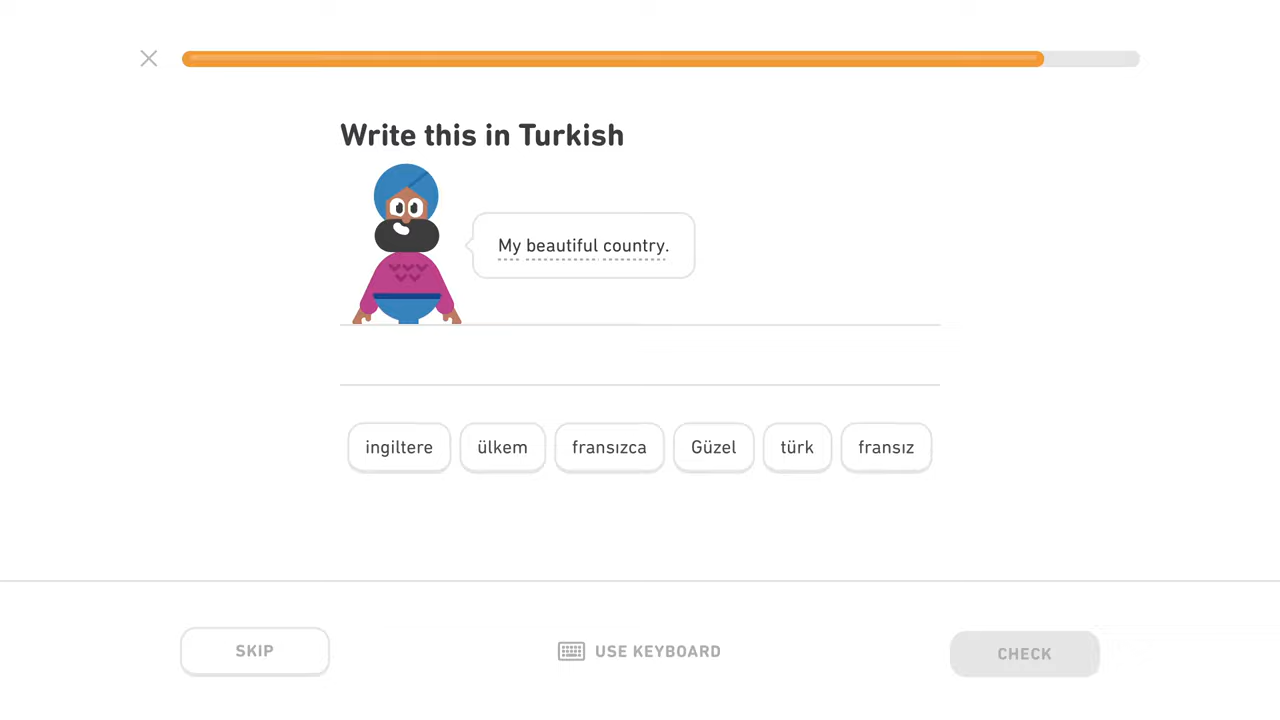 Write this in Turkish
My beautiful country.
ingiltere ülkem fransızca Güzel türk fransız
SKIP USE KEYBOARD CHECK